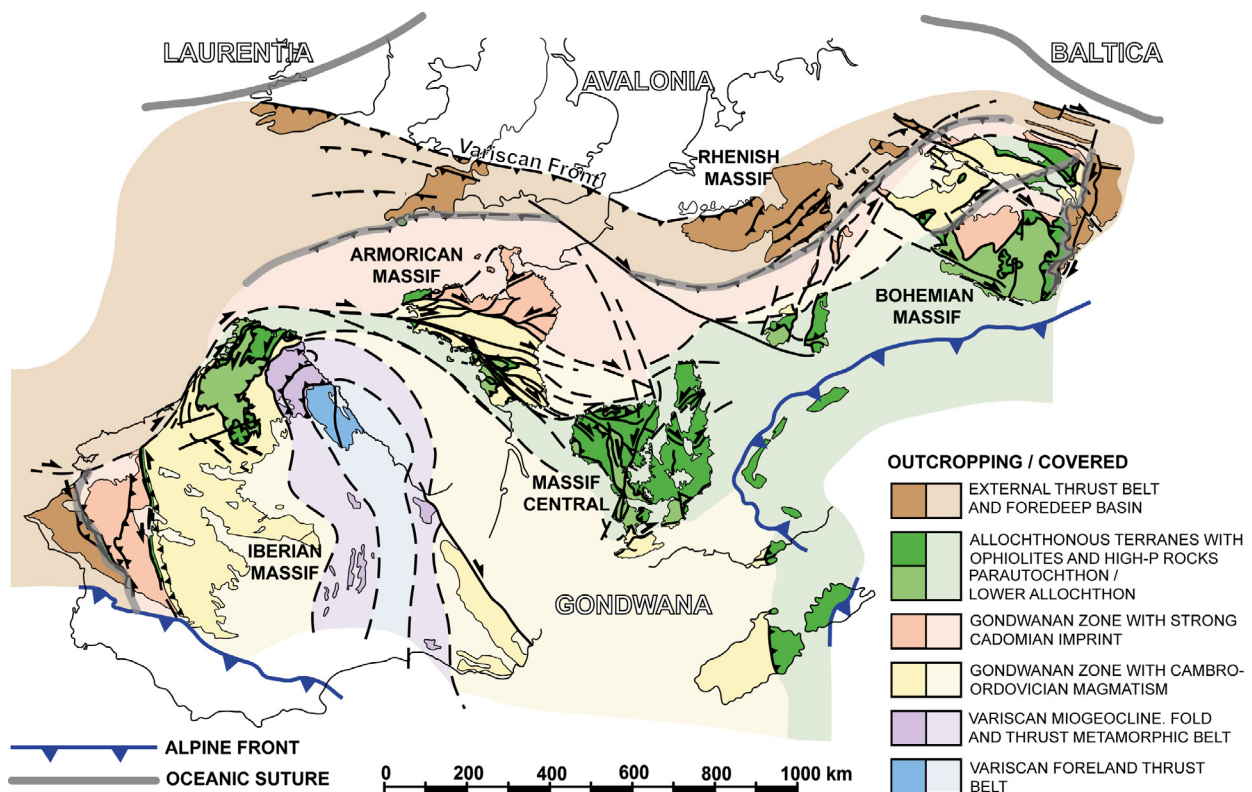 LAURENTIA
AVALONIA
BALTICA
Variscan Front
RHENISH
MASSIF
ARMORICAN
MASSIF
BOHEMIAN
MASSIF
MASSIF
CENTRAL
IBERIAN
MASSIF
GONDWANA
OUTCROPPING / COVERED
EXTERNAL THRUST BELT
AND FOREDEEP BASIN
ALLOCHTHONOUS TERRANES WITH
OPHIOLITES AND HIGH-P ROCKS
PARAUTOCHTHON /
LOWER ALLOCHTHON
GONDWANAN ZONE WITH STRONG
CADOMIAN IMPRINT
GONDWANAN ZONE WITH CAMBRO-
ORDOVICIAN MAGMATISM
VARISCAN MIOGEOCLINE. FOLD
AND THRUST METAMORPHIC BELT
VARISCAN FORELAND THRUST
BELT
ALPINE FRONT
OCEANIC SUTURE
0 200 400 600 800 1000 km